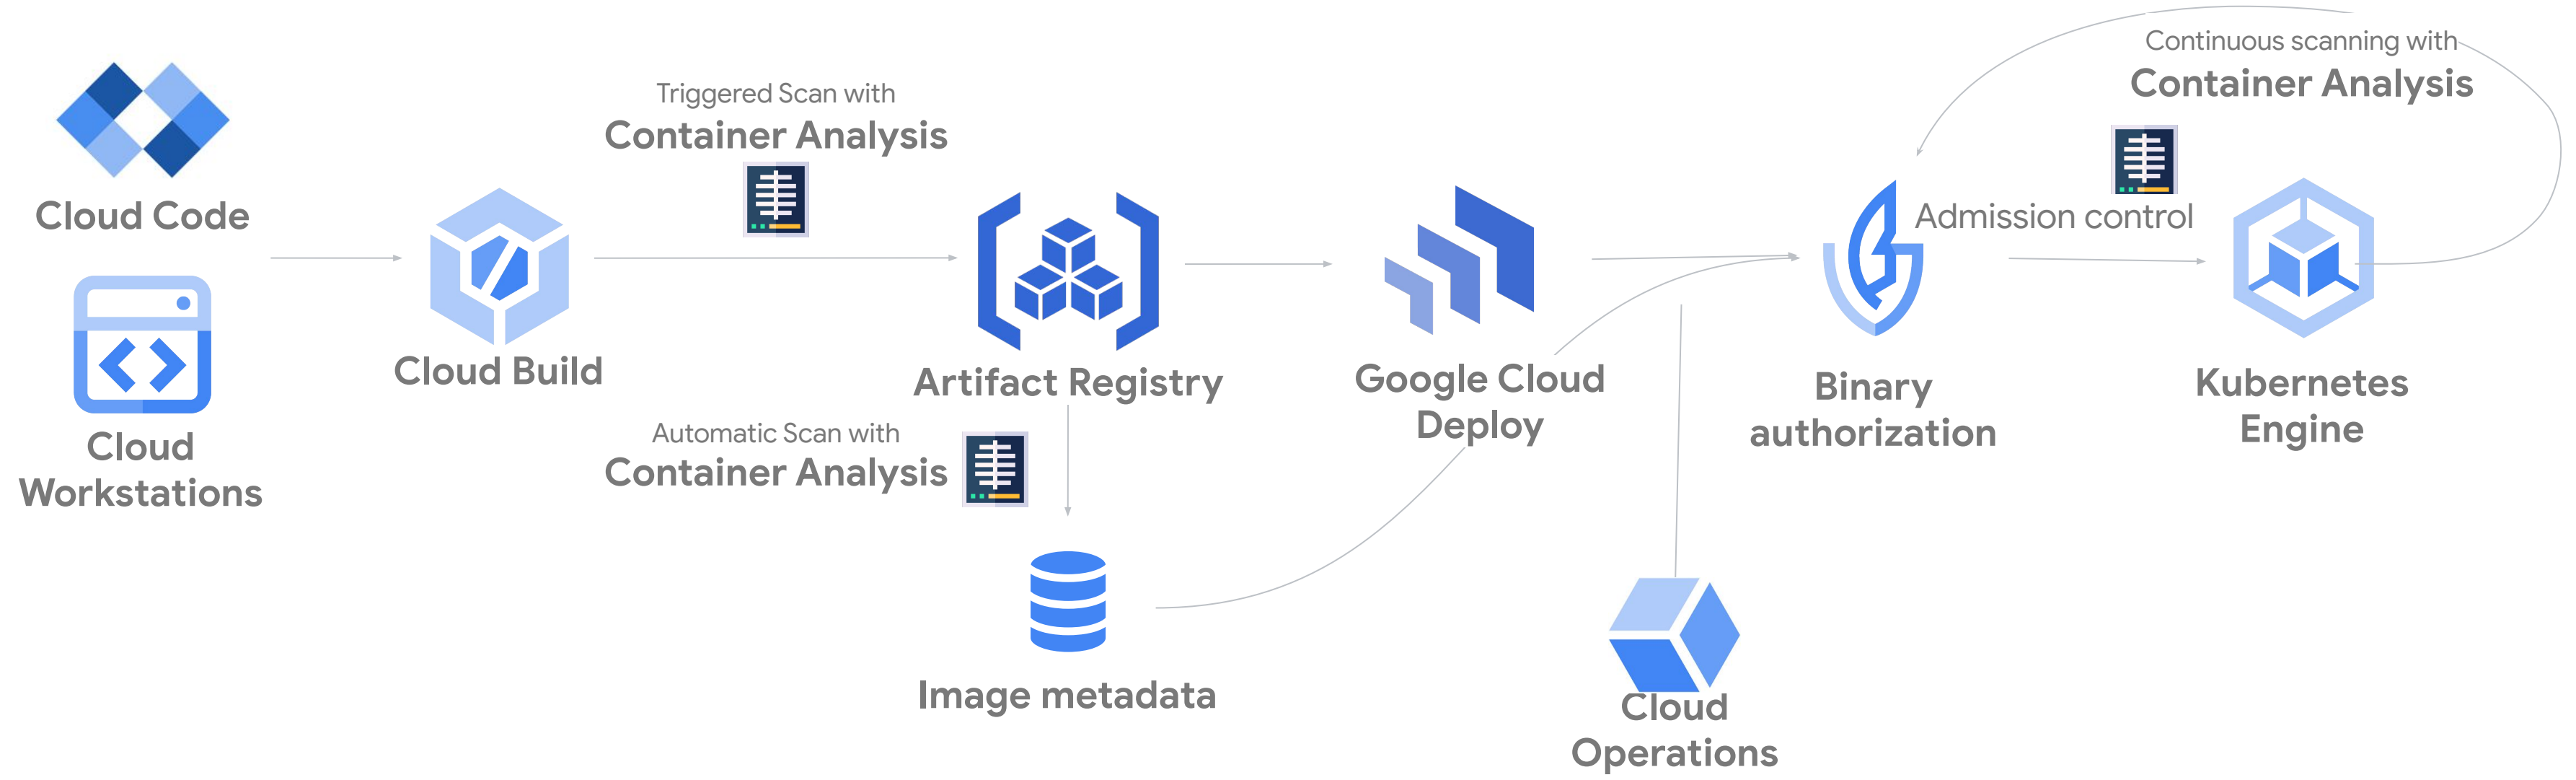 Cloud Code
Cloud
Workstations
Cloud Build
Triggered Scan with
Container Analysis
Artifact Registry
Automatic Scan with
Container Analysis
Image metadata
Google Cloud
Deploy
Cloud
Operations
Binary
authorization
Admission control
Continuous scanning with
Container Analysis
Kubernetes
Engine